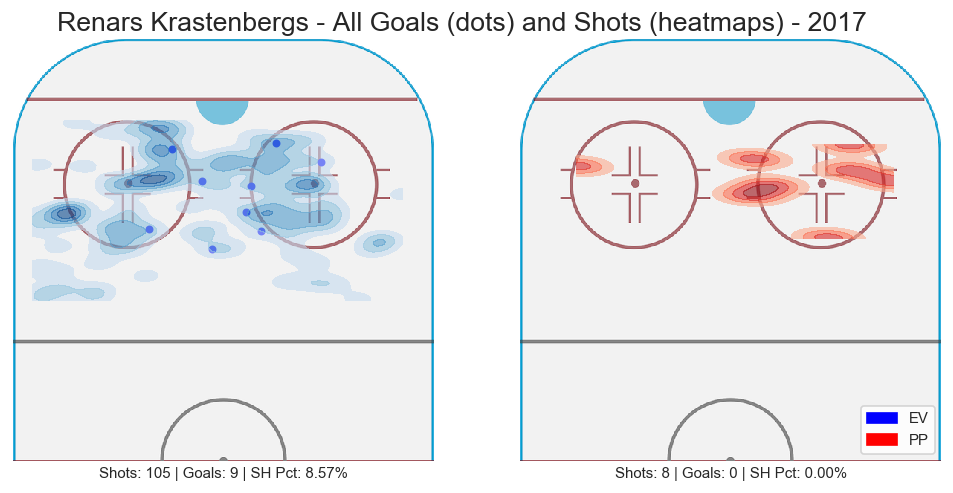 Renars Krastenbergs - All Goals (dots) and Shots (heatmaps) - 2017
EV
PP
Shots: 105 | Goals: 9 | SH Pct: 8.57%
Shots: 8 | Goals: 0 | SH Pct: 0.00%